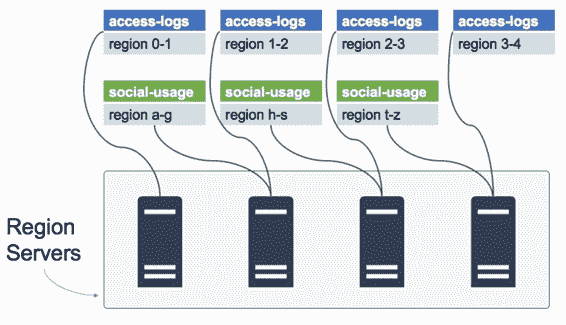 access-logs
region 0-1
access-logs
region 1-2
access-logs
region 2-3
access-logs
region 3-4
social-usage
region a-g
social-usage
region h-s
social-usage
region t-z
Region
Servers